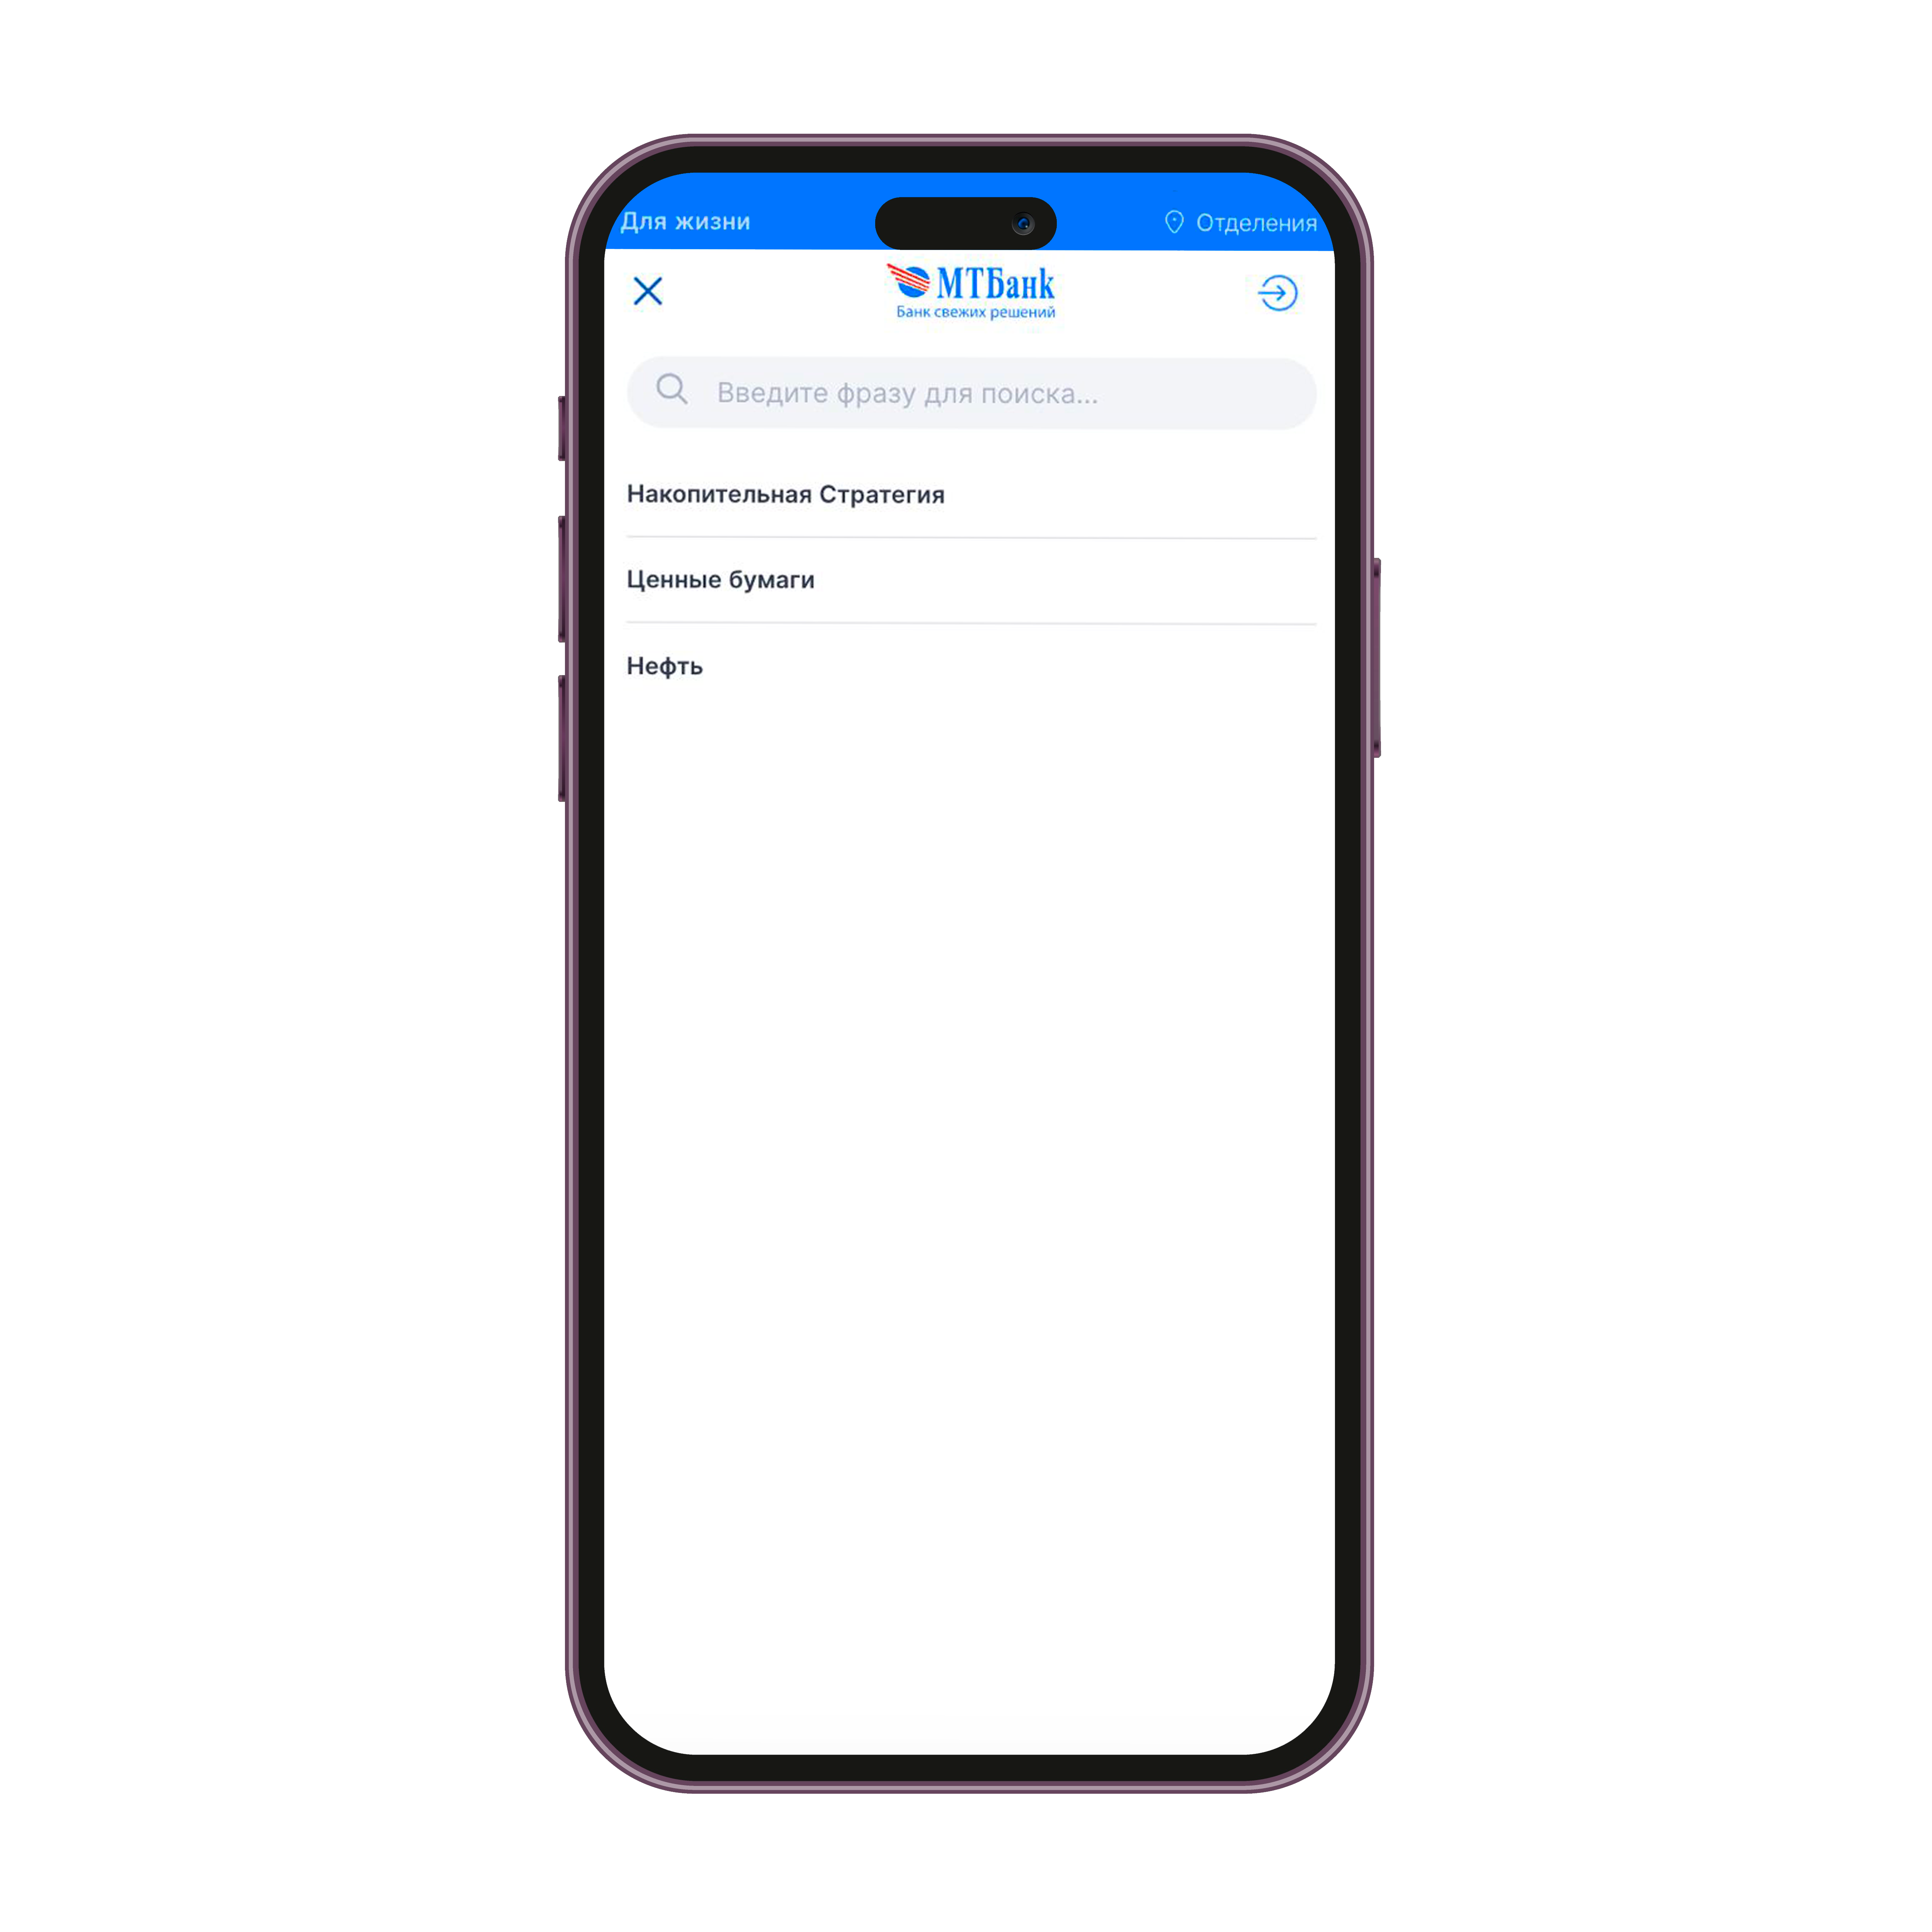 Для жизни
Отделения
МТБанк
Банк свежих решений
Введите фразу для поиска...
Накопительная Стратегия
Ценные бумаги
Нефть